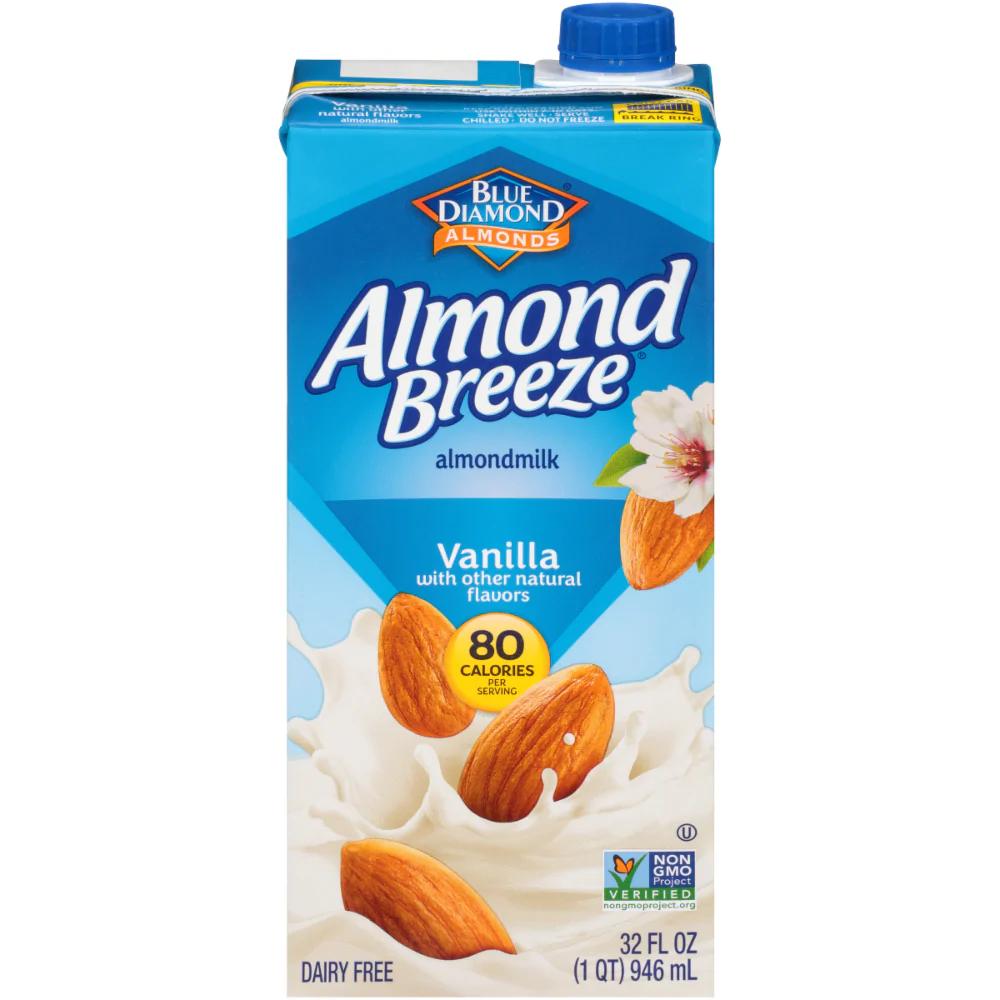 Vanilla
with other
natural flavors
almondmilk
SHAKE WELL · SERVE
CHILLED · DO NOT FREEZE
BREAK RING
BLUE
DIAMOND®
ALMONDS
Almond
Breeze®
almondmilk
Vanilla
with other natural
flavors
80
CALORIES
PER
SERVING
U
NON
GMO
Project
VERIFIED
nongmoproject.org
DAIRY FREE
32 FL OZ
(1 QT) 946 mL